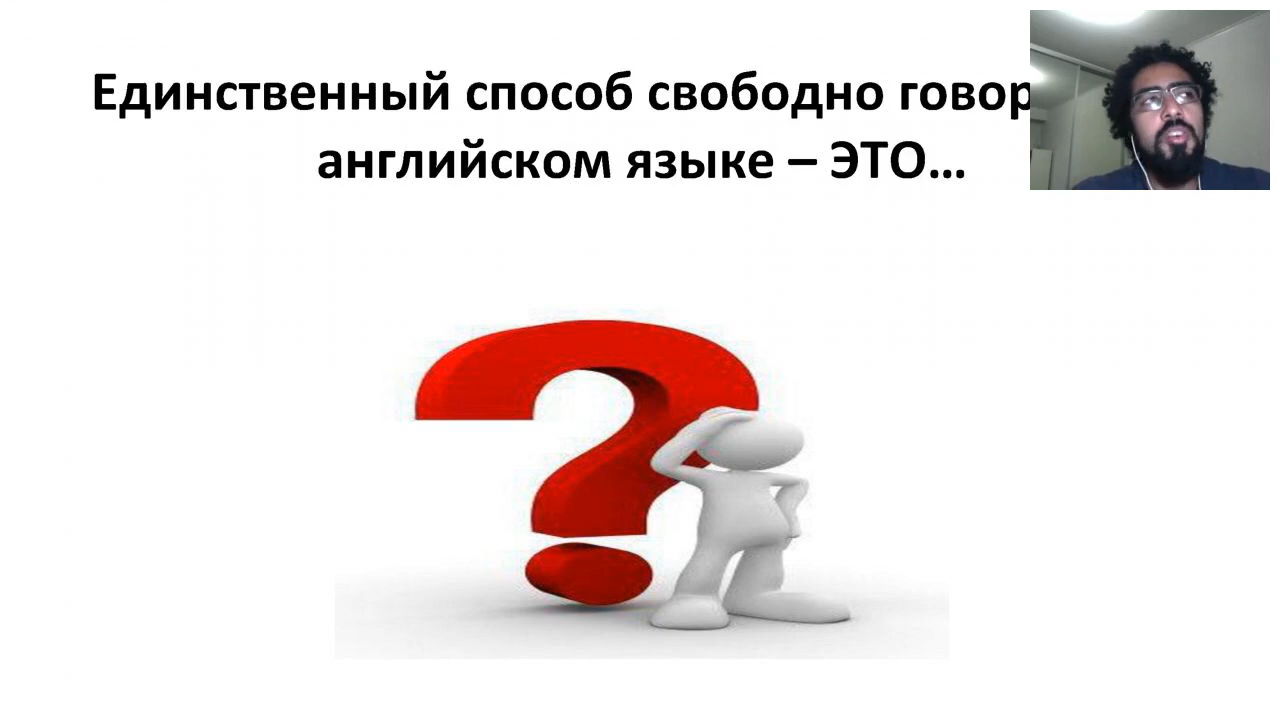 Единственный способ свободно говор
английском языке – ЭТО...